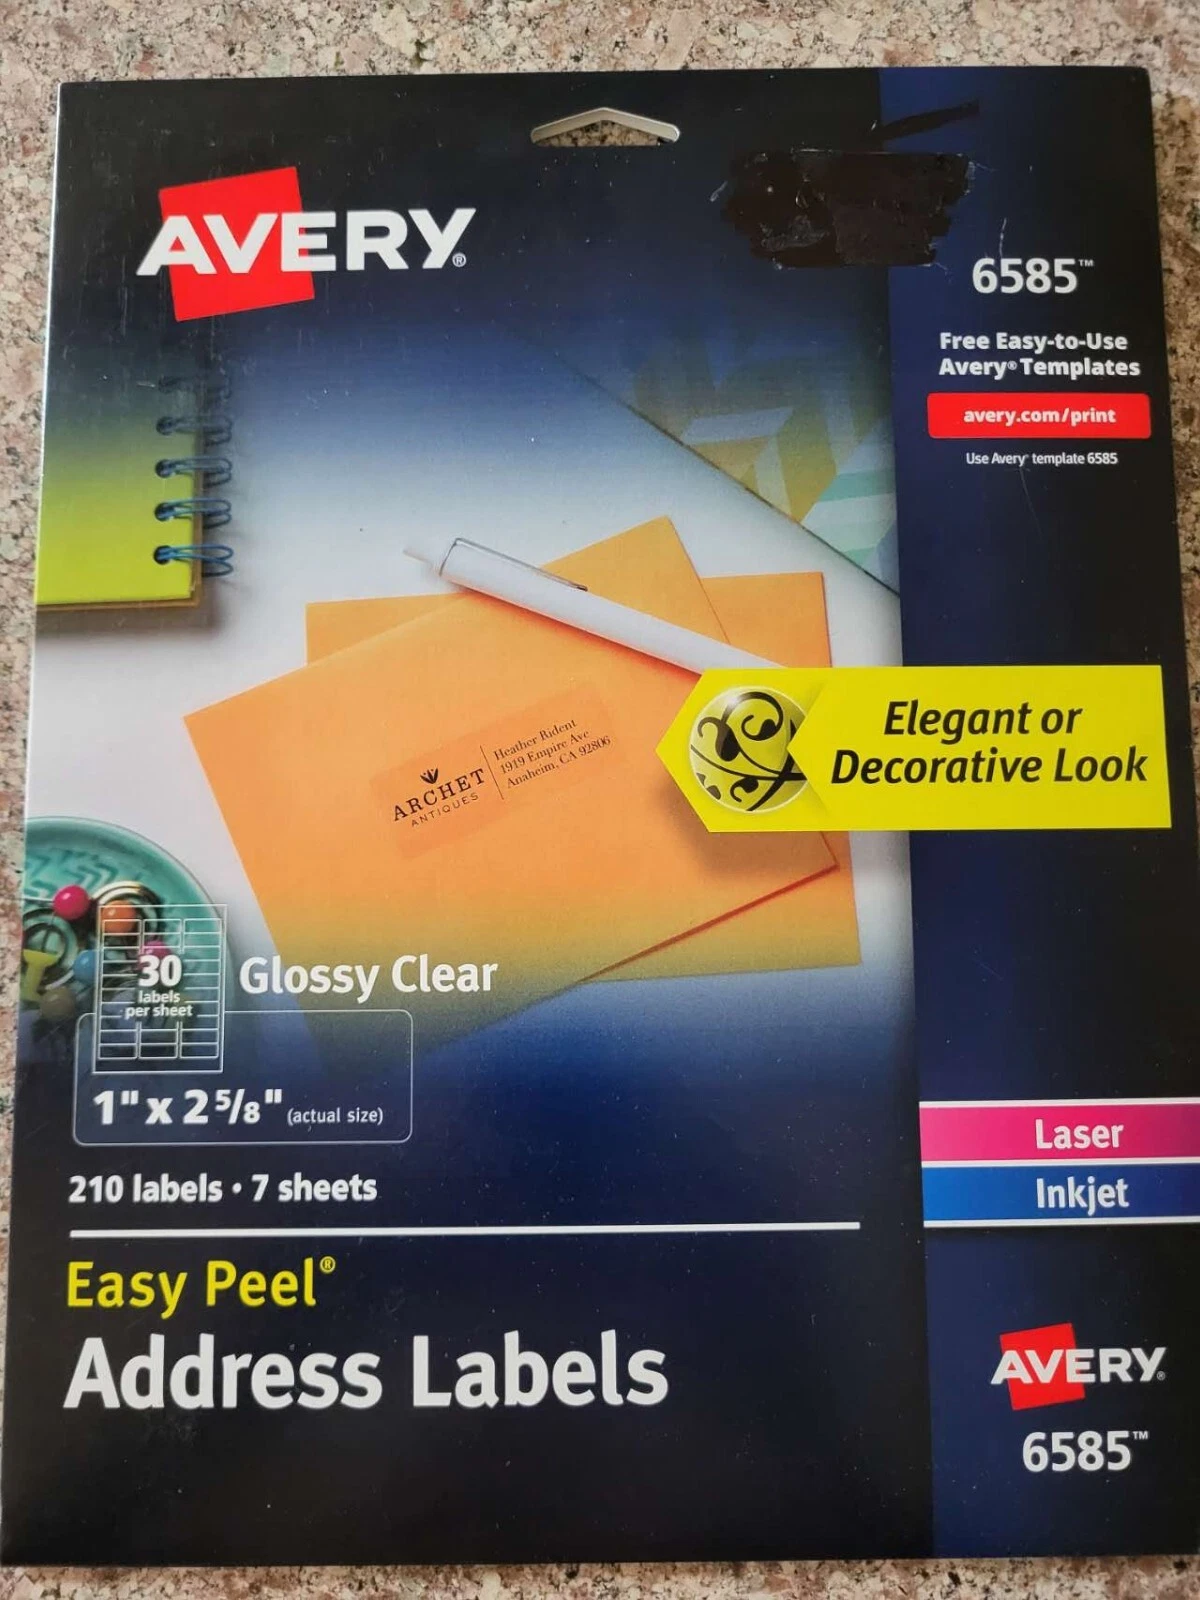 AVERY®
6585™
Free Easy-to-Use
Avery® Templates
avery.com/print
Use Avery® template 6585
Elegant or
Decorative Look
ARCHET
ANTIQUES
Heather Rident
1919 Empire Ave
Anaheim, CA 92806
30
labels
per sheet
Glossy Clear
1" x 2 5/8" (actual size)
210 labels • 7 sheets
Easy Peel®
Address Labels
Laser
Inkjet
AVERY®
6585™